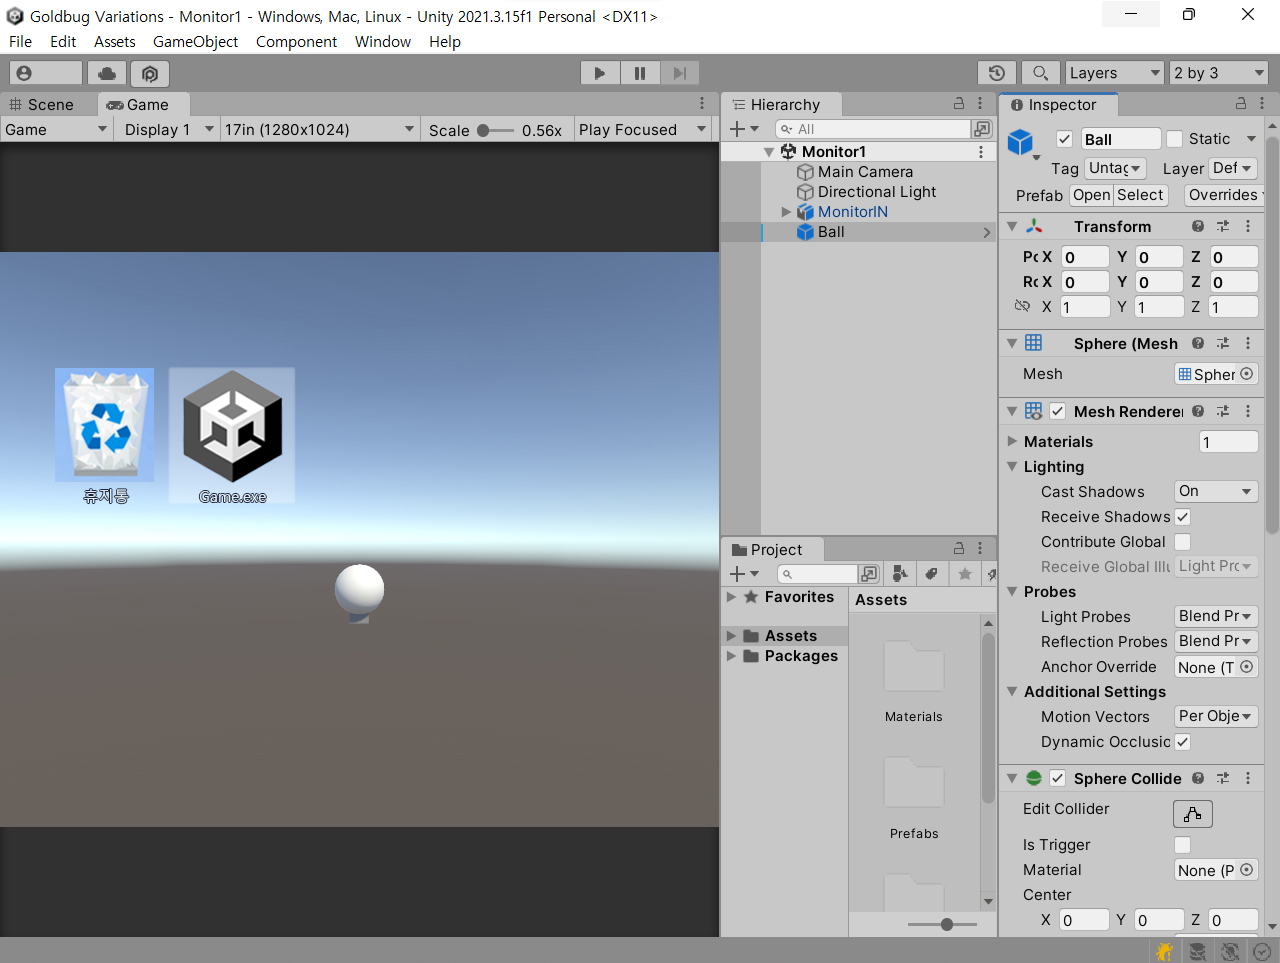 Goldbug Variations - Monitor1 - Windows, Mac, Linux - Unity 2021.3.15f1 Personal <DX11>
File Edit Assets GameObject Component Window Help
Layers 2 by 3
Scene Game
Game Display 1 17in (1280x1024) Scale 0.56x Play Focused
휴지통
Game.exe
Hierarchy
All
Monitor1
Main Camera
Directional Light
MonitorIN
Ball
Project
Favorites
Assets
Packages
Assets
Materials
Prefabs
Inspector
Ball Static
Tag Untag Layer Def
Prefab Open Select Overrides
Transform
Po X 0 Y 0 Z 0
Ro X 0 Y 0 Z 0
X 1 Y 1 Z 1
Sphere (Mesh
Mesh Spher
Mesh Renderer
Materials 1
Lighting
Cast Shadows On
Receive Shadows
Contribute Global
Receive Global Illu Light Pro
Probes
Light Probes Blend Pr
Reflection Probes Blend Pr
Anchor Override None (T
Additional Settings
Motion Vectors Per Obje
Dynamic Occlusio
Sphere Collide
Edit Collider
Is Trigger
Material None (P
Center
X 0 Y 0 Z 0